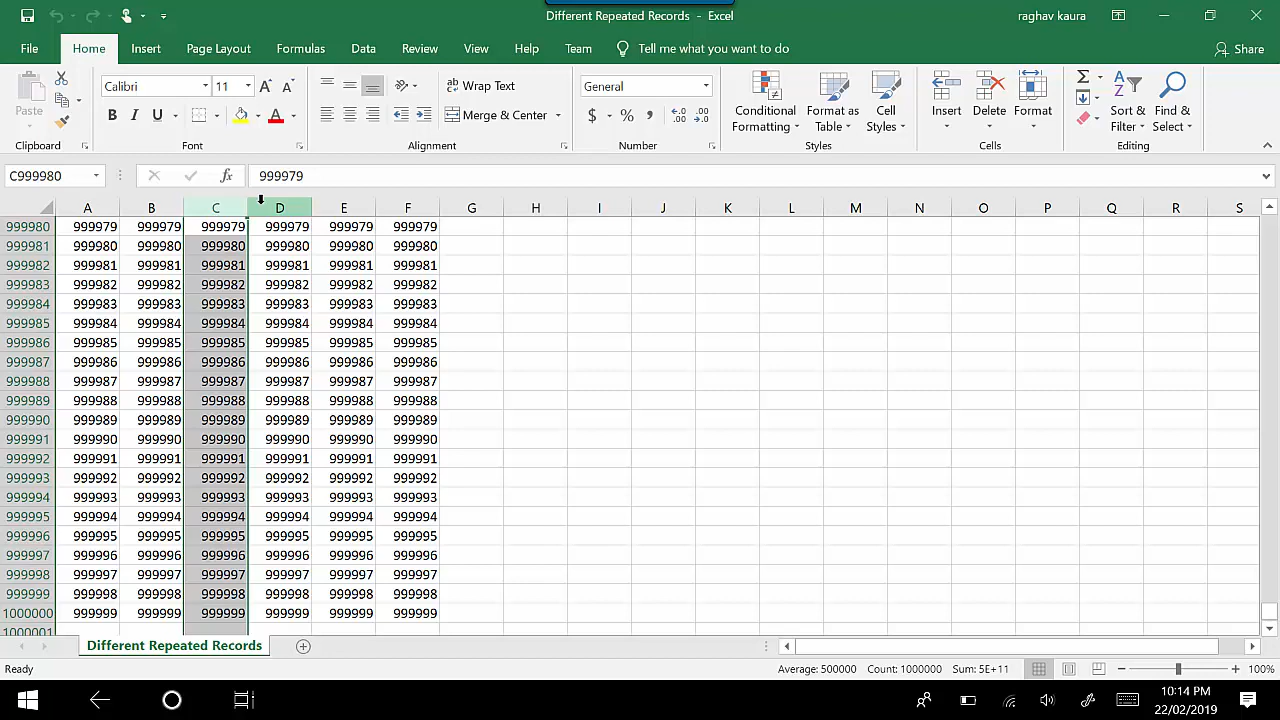 Different Repeated Records - Excel
raghav kaura
File Home Insert Page Layout Formulas Data Review View Help Team Tell me what you want to do Share
Paste
Calibri 11
Wrap Text
General
Merge & Center
Conditional Formatting
Format as Table
Cell Styles
Insert
Delete
Format
Sort & Filter
Find & Select
Clipboard Font Alignment Number Styles Cells Editing
C999980 fx 999979
A B C D E F G H I J K L M N O P Q R S
999980 999979 999979 999979 999979 999979 999979
999981 999980 999980 999980 999980 999980 999980
999982 999981 999981 999981 999981 999981 999981
999983 999982 999982 999982 999982 999982 999982
999984 999983 999983 999983 999983 999983 999983
999985 999984 999984 999984 999984 999984 999984
999986 999985 999985 999985 999985 999985 999985
999987 999986 999986 999986 999986 999986 999986
999988 999987 999987 999987 999987 999987 999987
999989 999988 999988 999988 999988 999988 999988
999990 999989 999989 999989 999989 999989 999989
999991 999990 999990 999990 999990 999990 999990
999992 999991 999991 999991 999991 999991 999991
999993 999992 999992 999992 999992 999992 999992
999994 999993 999993 999993 999993 999993 999993
999995 999994 999994 999994 999994 999994 999994
999996 999995 999995 999995 999995 999995 999995
999997 999996 999996 999996 999996 999996 999996
999998 999997 999997 999997 999997 999997 999997
999999 999998 999998 999998 999998 999998 999998
1000000 999999 999999 999999 999999 999999 999999
1000001
Different Repeated Records
Ready Average: 500000 Count: 1000000 Sum: 5E+11 100%
10:14 PM
22/02/2019